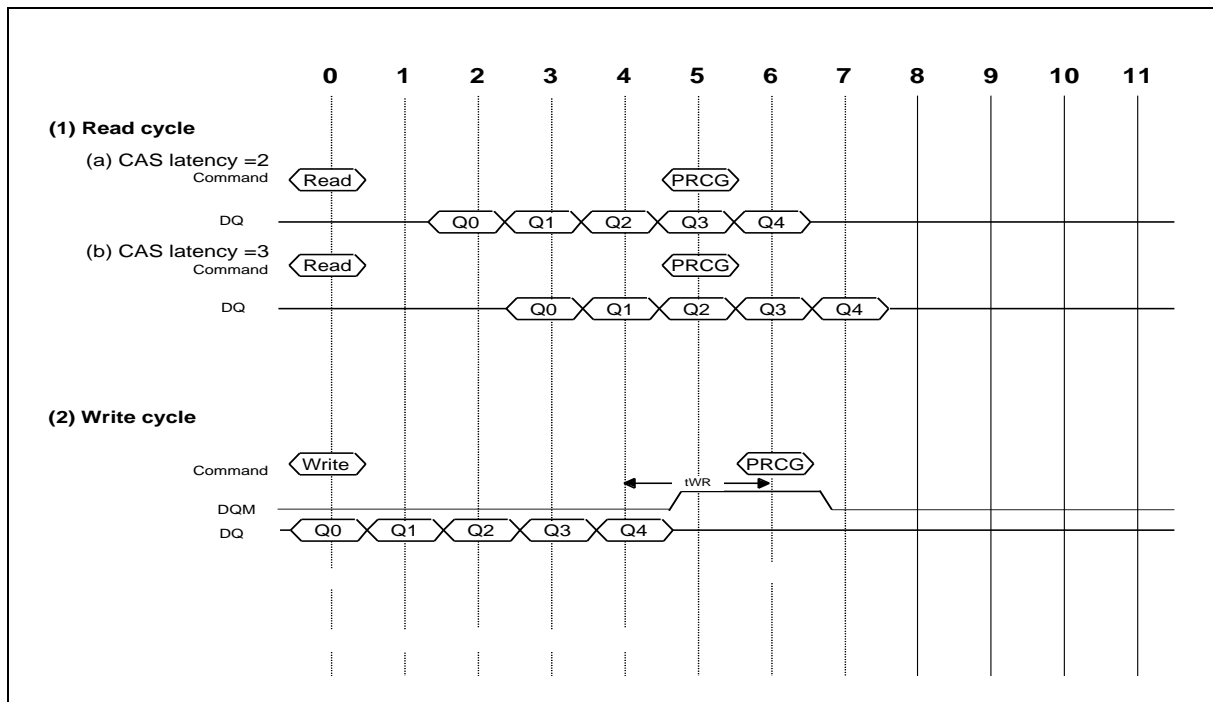 0 1 2 3 4 5 6 7 8 9 10 11
(1) Read cycle
(a) CAS latency =2
Command Read PRCG
DQ Q0 Q1 Q2 Q3 Q4
(b) CAS latency =3
Command Read PRCG
DQ Q0 Q1 Q2 Q3 Q4
(2) Write cycle
Command Write PRCG
tWR
DQM
DQ Q0 Q1 Q2 Q3 Q4